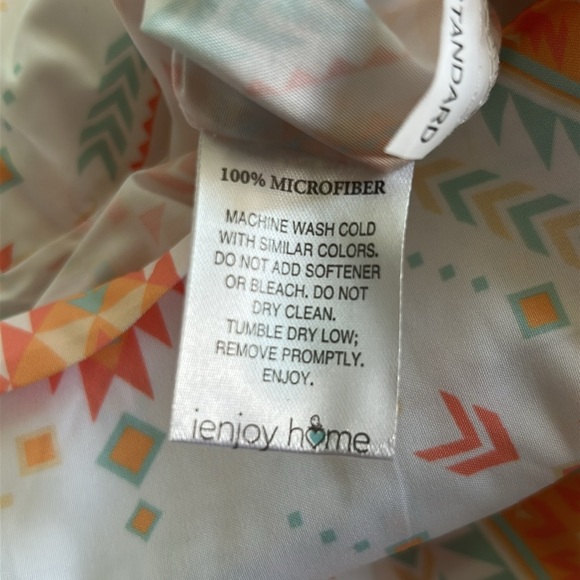 STANDARD
100% MICROFIBER
MACHINE WASH COLD
WITH SIMILAR COLORS.
DO NOT ADD SOFTENER
OR BLEACH. DO NOT
DRY CLEAN.
TUMBLE DRY LOW;
REMOVE PROMPTLY.
ENJOY.
ienjoy home